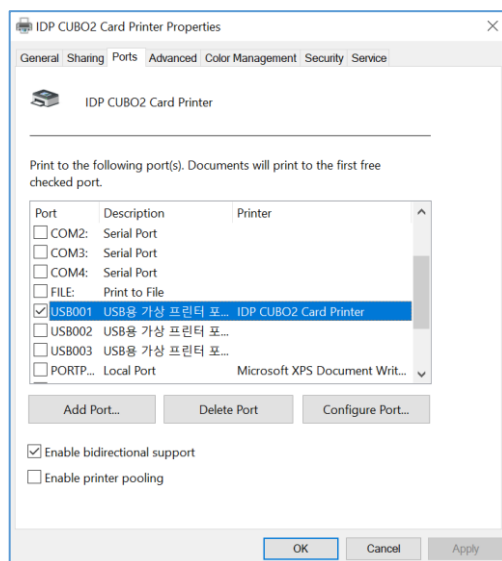 IDP CUBO2 Card Printer Properties
General Sharing Ports Advanced Color Management Security Service
IDP CUBO2 Card Printer
Print to the following port(s). Documents will print to the first free
checked port.
Port Description Printer
COM2: Serial Port
COM3: Serial Port
COM4: Serial Port
FILE: Print to File
USB001 USB용 가상 프린터 포... IDP CUBO2 Card Printer
USB002 USB용 가상 프린터 포...
USB003 USB용 가상 프린터 포...
PORTP... Local Port Microsoft XPS Document Writ...
Add Port... Delete Port Configure Port...
Enable bidirectional support
Enable printer pooling
OK Cancel Apply